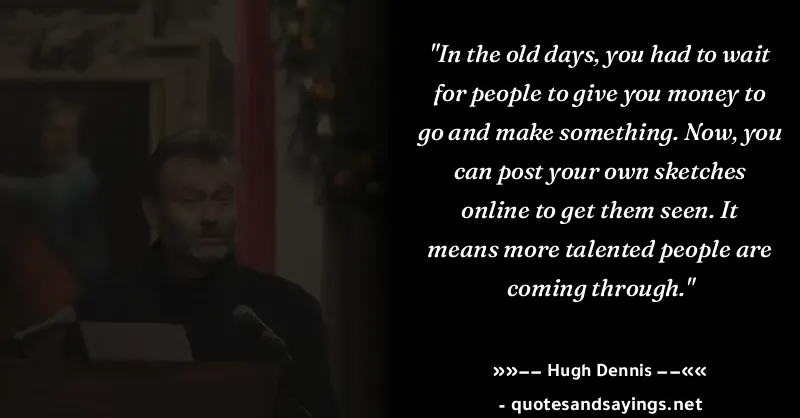 "In the old days, you had to wait
for people to give you money to
go and make something. Now, you
can post your own sketches
online to get them seen. It
means more talented people are
coming through."
»»–– Hugh Dennis ––««
- quotesandsayings.net